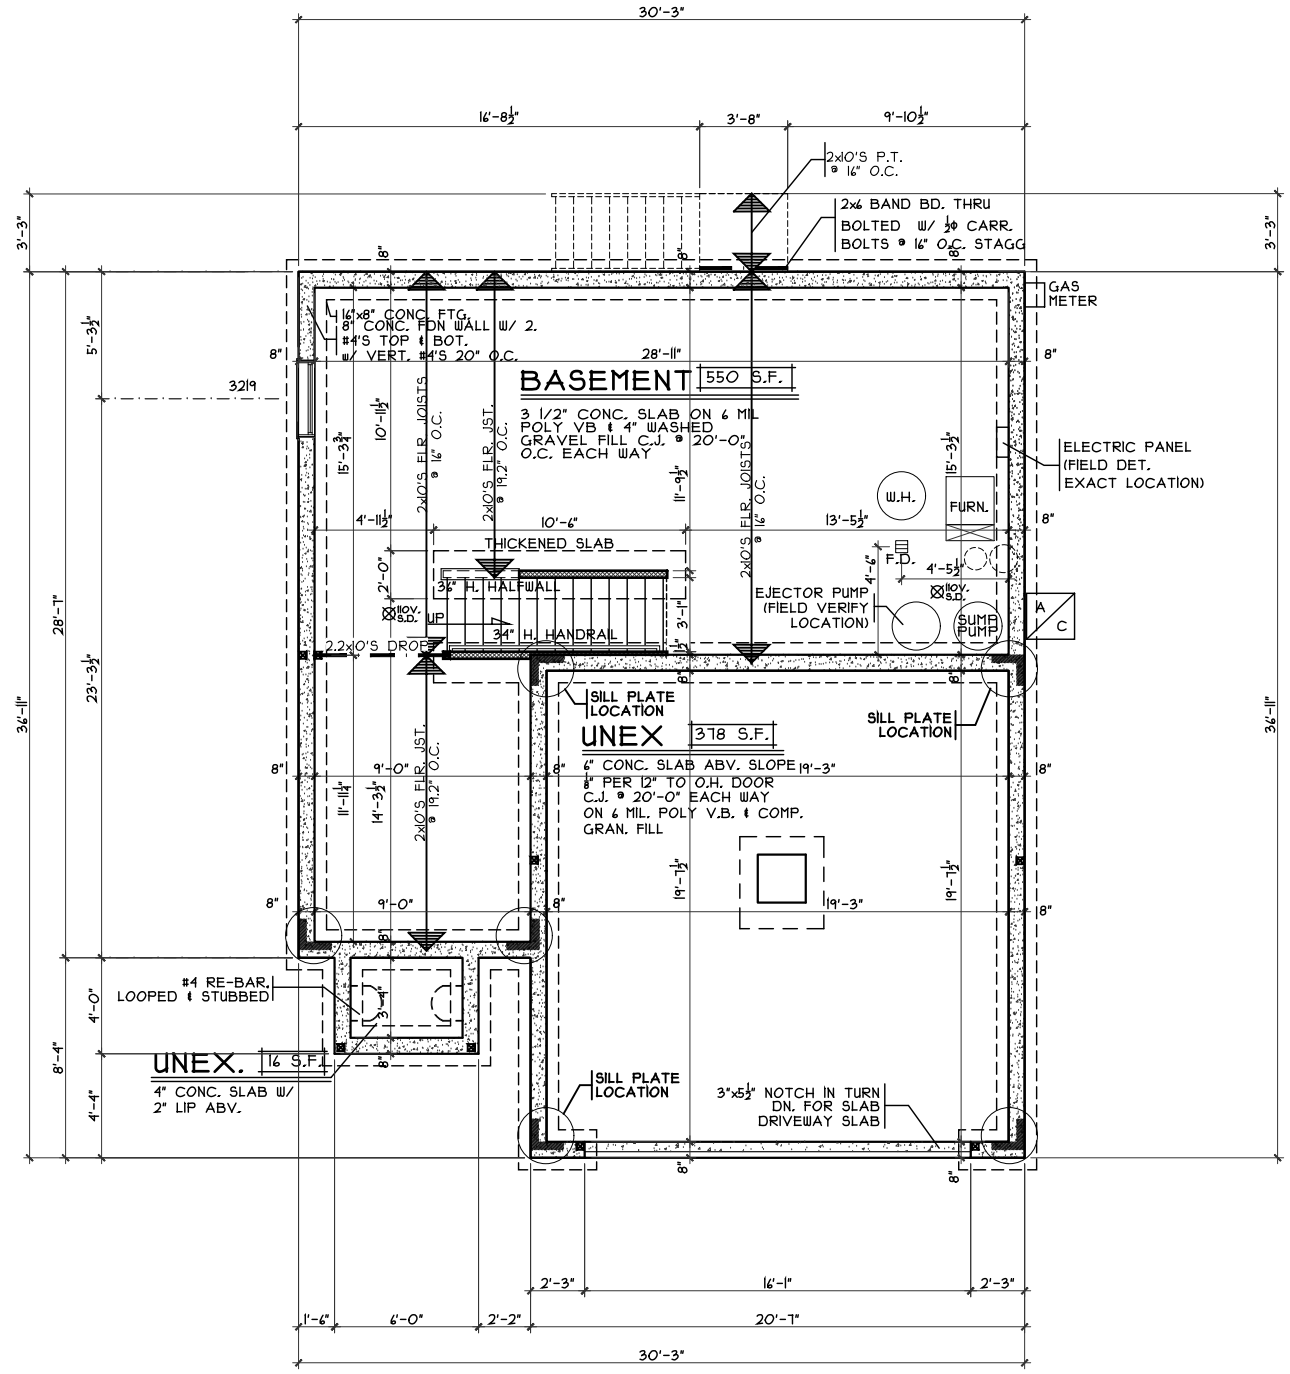 30'-3"
16'-8½"
3'-8"
9'-10½"
2x10'S P.T.
@ 16" O.C.
2x6 BAND BD. THRU
BOLTED W/ ½ϕ CARR.
BOLTS @ 16" O.C. STAGG
3'-3"
3'-3"
8"
8"
8"
GAS
METER
16"x8" CONC. FTG.
8" CONC. FDN WALL W/ 2.
#4'S TOP & BOT.
W/ VERT. #4'S 20" O.C.
5'-3½"
8"
28'-11"
8"
3219
BASEMENT
550 S.F.
3 1/2" CONC. SLAB ON 6 MIL
POLY VB & 4" WASHED
GRAVEL FILL C.J. @ 20'-0"
O.C. EACH WAY
10'-11½"
15'-3¾"
2x10'S FLR JOISTS
@ 16" O.C.
2x10'S FLR. JST.
@ 19.2" O.C.
11'-9½"
2x10'S FLR. JOISTS
@ 16" O.C.
15'-3½"
ELECTRIC PANEL
(FIELD DET.
EXACT LOCATION)
W.H.
FURN.
4'-11½"
10'-6"
13'-5½"
8"
THICKENED SLAB
F.D.
2'-0"
4'-6"
4'-5½"
36" H. HALFWALL
110V.
S.D.
EJECTOR PUMP
(FIELD VERIFY
LOCATION)
110V.
S.D.
UP
3'-1"
SUMP
PUMP
A
C
34" H. HANDRAIL
2.2x10'S DROP
28'-7"
23'-3½"
36'-11"
36'-11"
8"
8"
SILL PLATE
LOCATION
SILL PLATE
LOCATION
UNEX
378 S.F.
6" CONC. SLAB ABV. SLOPE
⅛" PER 12" TO O.H. DOOR
C.J. @ 20'-0" EACH WAY
ON 6 MIL. POLY V.B. & COMP.
GRAN. FILL
8"
9'-0"
8"
19'-3"
8"
11'-11½"
14'-3½"
2x10'S FLR. JST.
@ 19.2" O.C.
19'-7½"
19'-7½"
8"
9'-0"
8"
19'-3"
8"
8"
#4 RE-BAR.
LOOPED & STUBBED
3'-4"
4'-0"
8'-4"
8"
UNEX.
16 S.F.
4" CONC. SLAB W/
2" LIP ABV.
4'-4"
SILL PLATE
LOCATION
3"x5½" NOTCH IN TURN
DN. FOR SLAB
DRIVEWAY SLAB
8"
8"
2'-3"
16'-1"
2'-3"
1'-6"
6'-0"
2'-2"
20'-7"
30'-3"